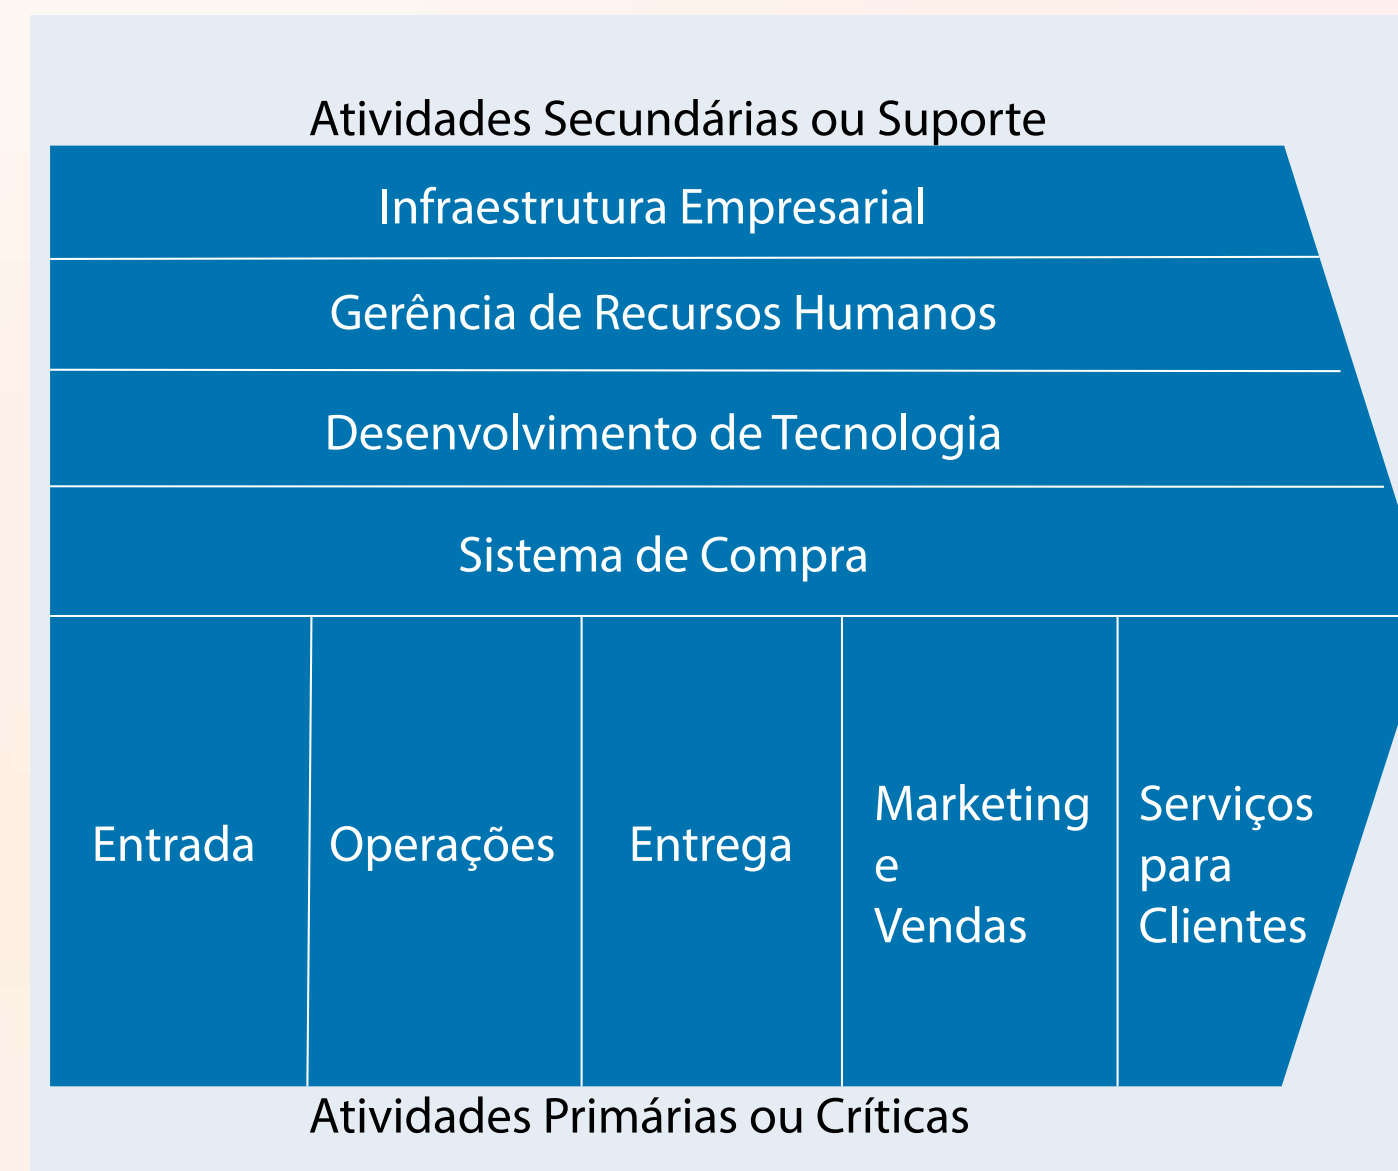 Atividades Secundárias ou Suporte
Infraestrutura Empresarial
Gerência de Recursos Humanos
Desenvolvimento de Tecnologia
Sistema de Compra
Entrada
Operações
Entrega
Marketing
e
Vendas
Serviços
para
Clientes
Atividades Primárias ou Críticas